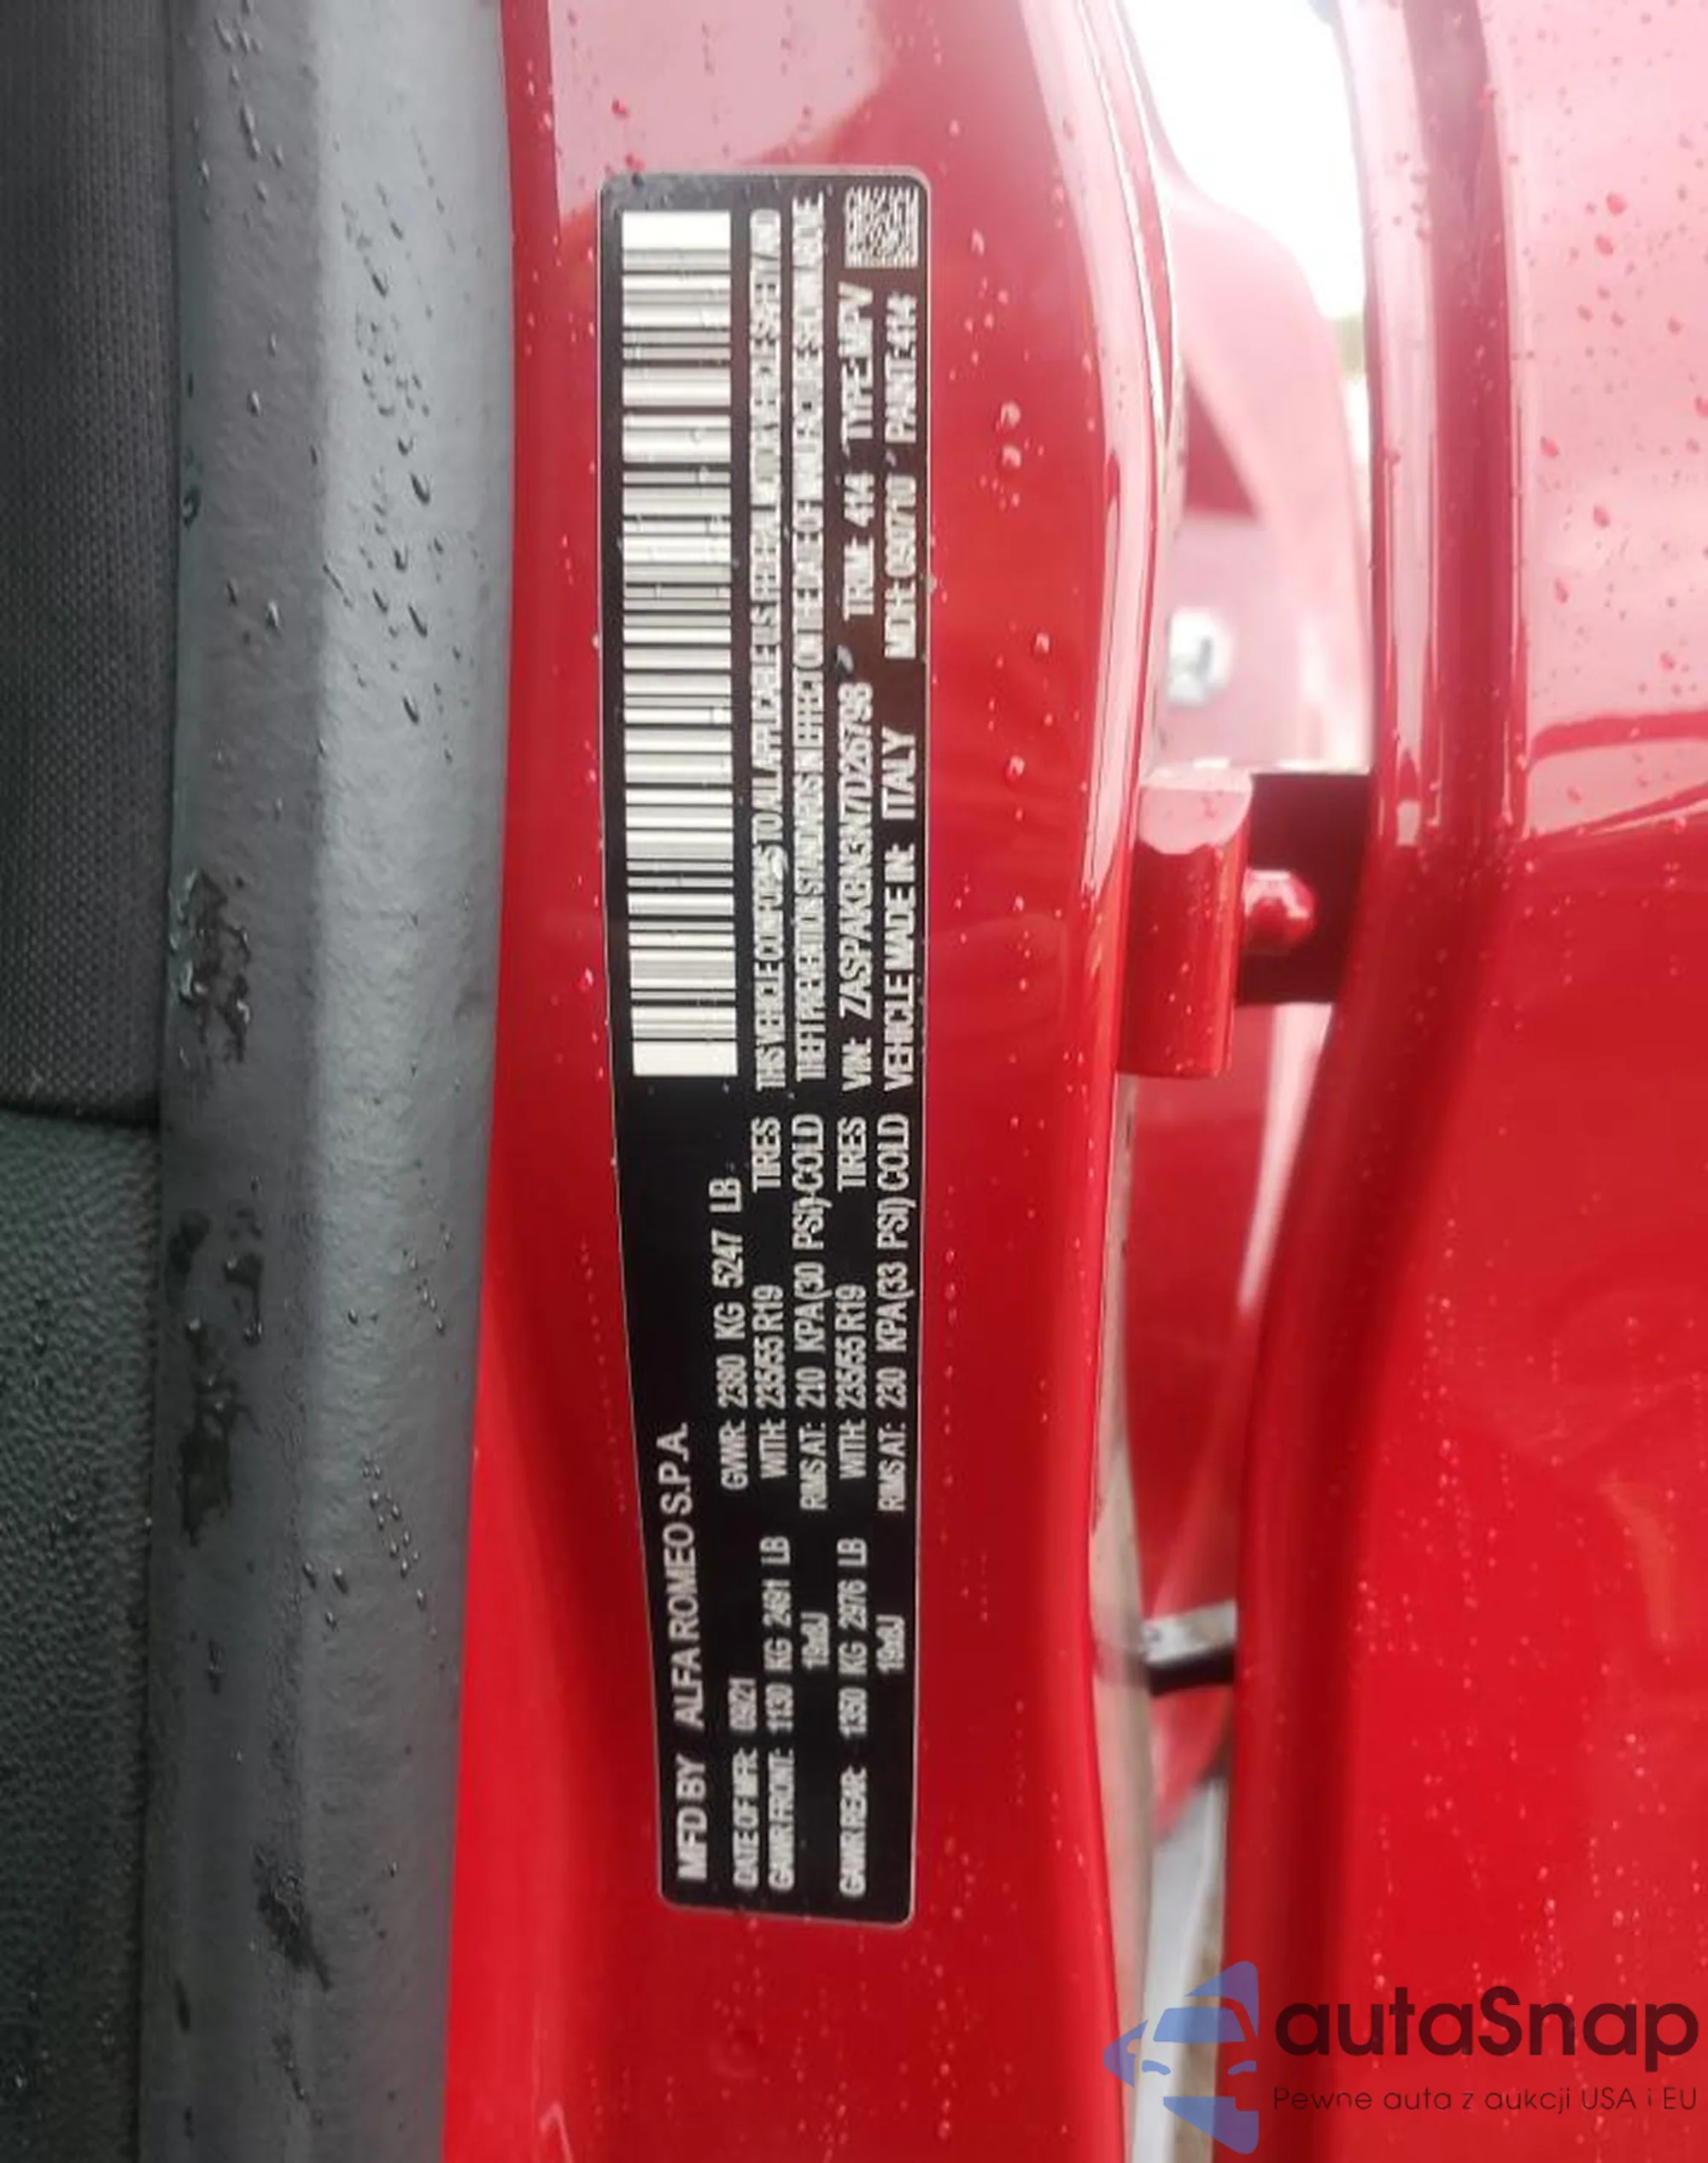 MFD BY ALFA ROMEO S.P.A.
DATE OF MFR: 09/21 GVWR: 2380 KG 5247 LB
GAWR FRONT: 1130 KG 2491 LB WITH: 235/55 R19 TIRES
19x8J RIMS AT: 210 KPA (30 PSI) COLD
GAWR REAR: 1350 KG 2976 LB WITH: 235/55 R19 TIRES
19x8J RIMS AT: 230 KPA (33 PSI) COLD
THIS VEHICLE CONFORMS TO ALL APPLICABLE U.S. FEDERAL MOTOR VEHICLE SAFETY AND
THEFT PREVENTION STANDARDS IN EFFECT ON THE DATE OF MANUFACTURE SHOWN ABOVE
VIN: ZASPAKBN3N7D26798 TRIM: 414 TYPE: MPV
VEHICLE MADE IN: ITALY MDH: 090710 PAINT: 414
autaSnap
Pewne auta z aukcji USA i EU